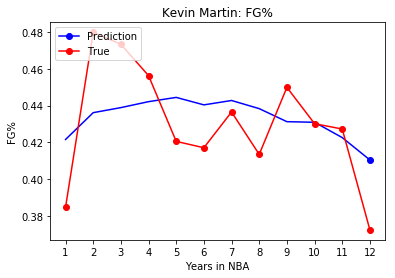 Kevin Martin: FG%
Prediction
True
FG%
0.48
0.46
0.44
0.42
0.40
0.38
1 2 3 4 5 6 7 8 9 10 11 12
Years in NBA